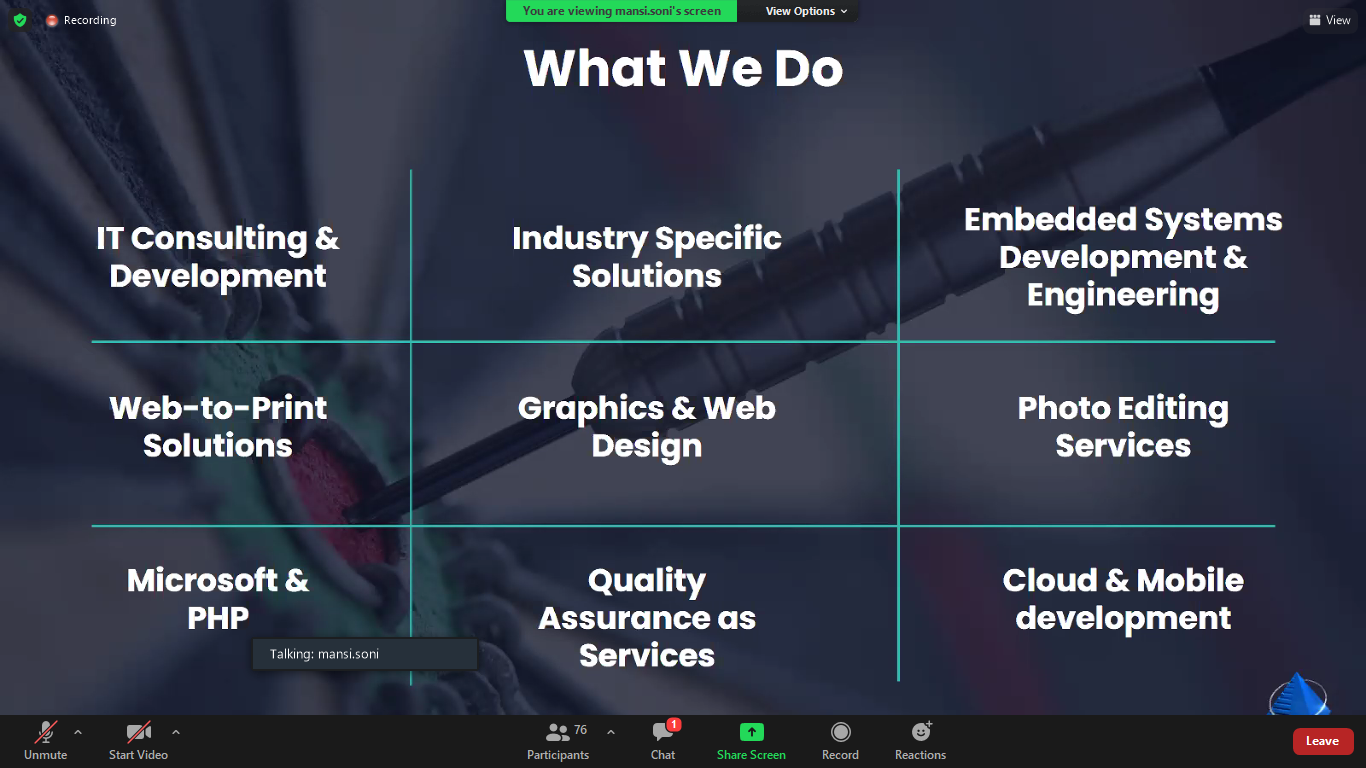 Recording
You are viewing mansi.soni's screen
View Options
View
What We Do
IT Consulting &
Development
Industry Specific
Solutions
Embedded Systems
Development &
Engineering
Web-to-Print
Solutions
Graphics & Web
Design
Photo Editing
Services
Microsoft &
PHP
Quality
Assurance as
Services
Cloud & Mobile
development
Talking: mansi.soni
Unmute
Start Video
76
Participants
1
Chat
Share Screen
Record
Reactions
Leave